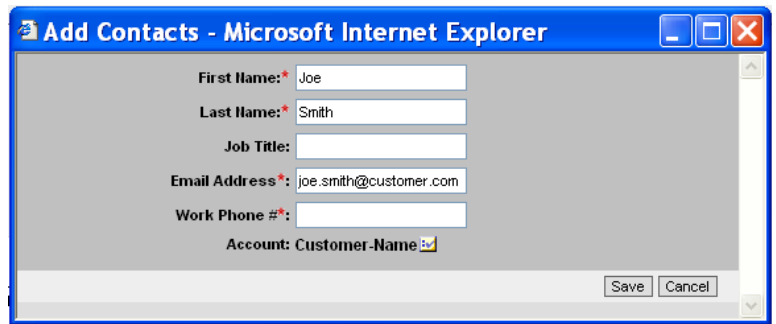 Add Contacts - Microsoft Internet Explorer
First Name:* Joe
Last Name:* Smith
Job Title:
Email Address*: joe.smith@customer.com
Work Phone #*:
Account: Customer-Name
Save Cancel